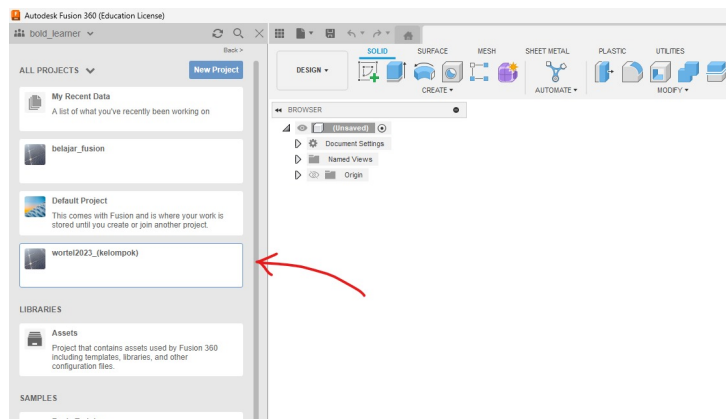 Autodesk Fusion 360 (Education License)
bold_learner
Back >
ALL PROJECTS
New Project
My Recent Data
A list of what you've recently been working on
belajar_fusion
Default Project
This comes with Fusion and is where your work is
stored until you create or join another project.
wortel2023_(kelompok)
LIBRARIES
Assets
Project that contains assets used by Fusion 360
including templates, libraries, and other
configuration files.
SAMPLES
DESIGN
SOLID
SURFACE
MESH
SHEET METAL
PLASTIC
UTILITIES
CREATE
AUTOMATE
MODIFY
BROWSER
(Unsaved)
Document Settings
Named Views
Origin